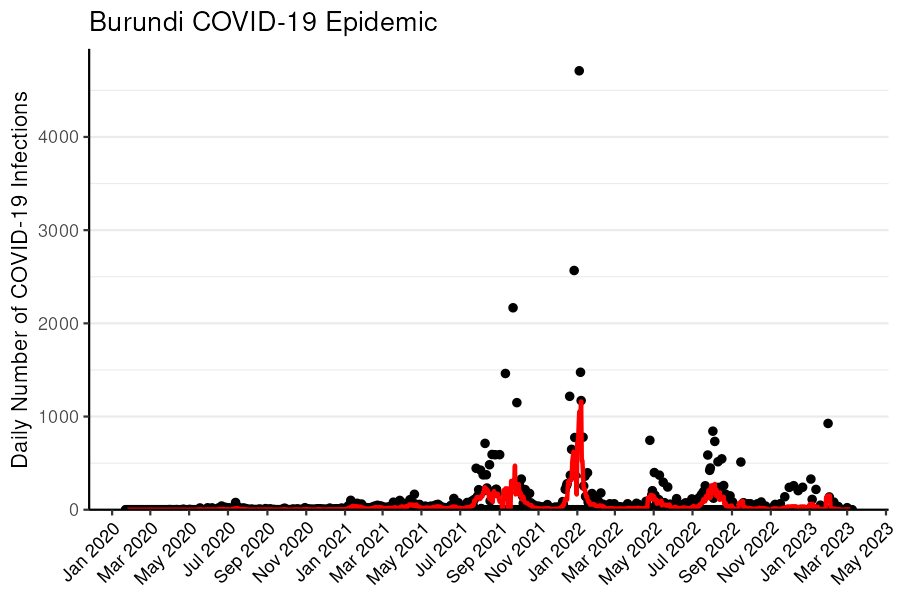 Burundi COVID-19 Epidemic
Daily Number of COVID-19 Infections
4000
3000
2000
1000
0
Jan 2020
Mar 2020
May 2020
Jul 2020
Sep 2020
Nov 2020
Jan 2021
Mar 2021
May 2021
Jul 2021
Sep 2021
Nov 2021
Jan 2022
Mar 2022
May 2022
Jul 2022
Sep 2022
Nov 2022
Jan 2023
Mar 2023
May 2023